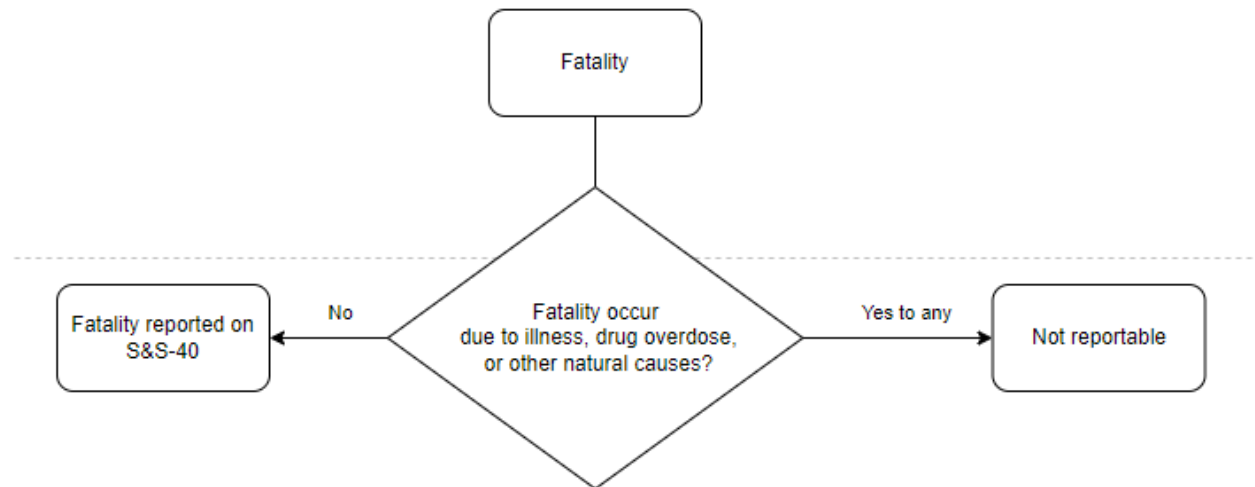 Fatality
Fatality reported on
S&S-40
No
Fatality occur
due to illness, drug overdose,
or other natural causes?
Yes to any
Not reportable